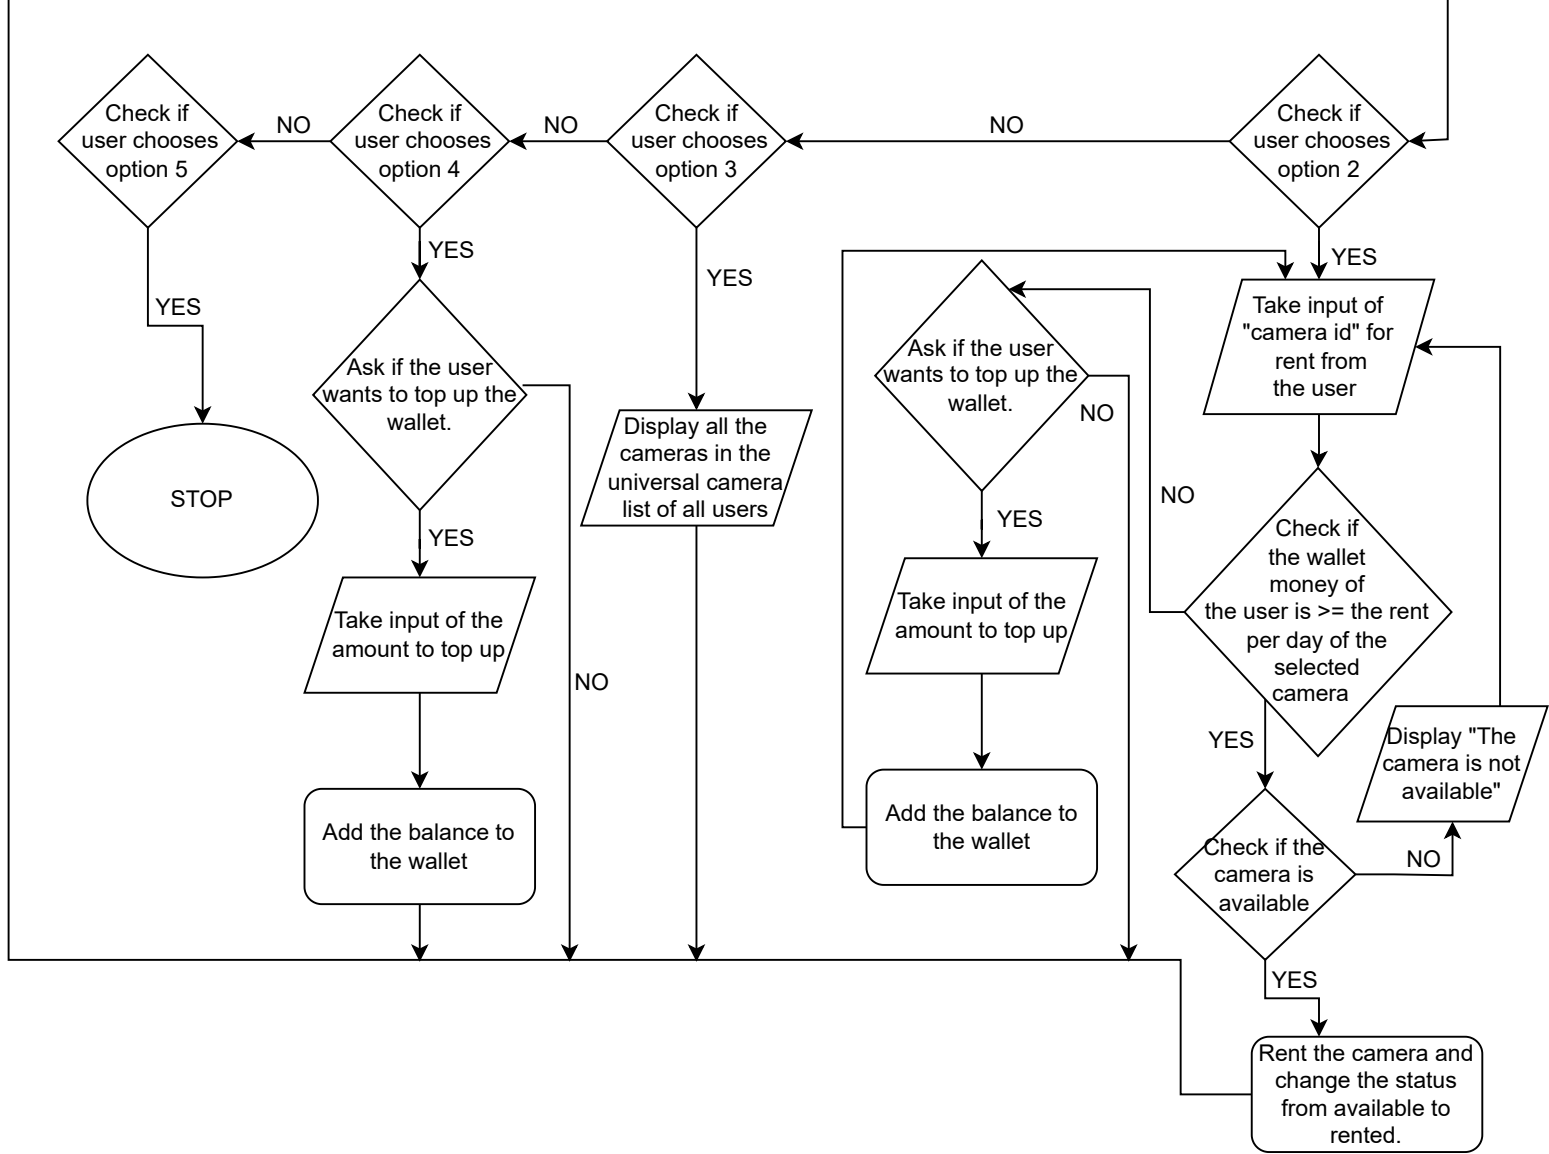 Check if
user chooses
option 5
NO
Check if
user chooses
option 4
NO
Check if
user chooses
option 3
NO
Check if
user chooses
option 2
YES
STOP
YES
Ask if the user
wants to top up the
wallet.
YES
NO
Take input of the
amount to top up
Add the balance to
the wallet
YES
Display all the
cameras in the
universal camera
list of all users
YES
Take input of
"camera id" for
rent from
the user
Ask if the user
wants to top up the
wallet.
NO
YES
Take input of the
amount to top up
Add the balance to
the wallet
NO
Check if
the wallet
money of
the user is >= the rent
per day of the
selected
camera
YES
Display "The
camera is not
available"
Check if the
camera is
available
NO
YES
Rent the camera and
change the status
from available to
rented.